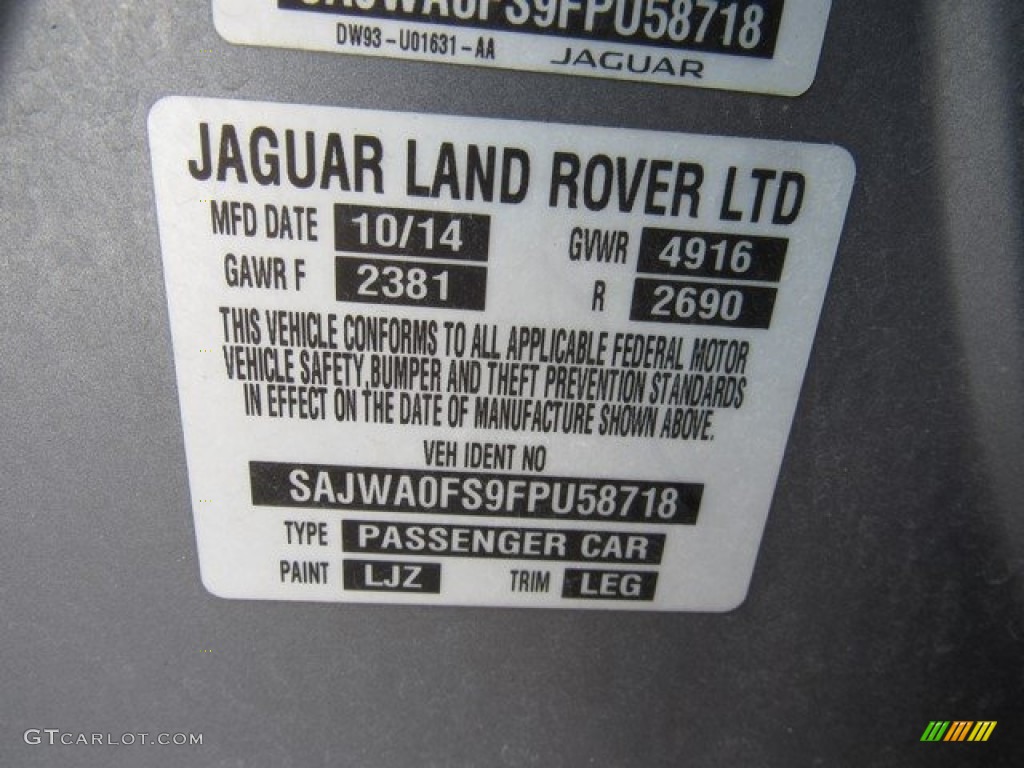 SAJWA0FS9FPU58718
DW93-U01631-AA JAGUAR
JAGUAR LAND ROVER LTD
MFD DATE 10/14 GVWR 4916
GAWR F 2381 R 2690
THIS VEHICLE CONFORMS TO ALL APPLICABLE FEDERAL MOTOR
VEHICLE SAFETY,BUMPER AND THEFT PREVENTION STANDARDS
IN EFFECT ON THE DATE OF MANUFACTURE SHOWN ABOVE.
VEH IDENT NO
SAJWA0FS9FPU58718
TYPE PASSENGER CAR
PAINT LJZ TRIM LEG
GTCARLOT.COM